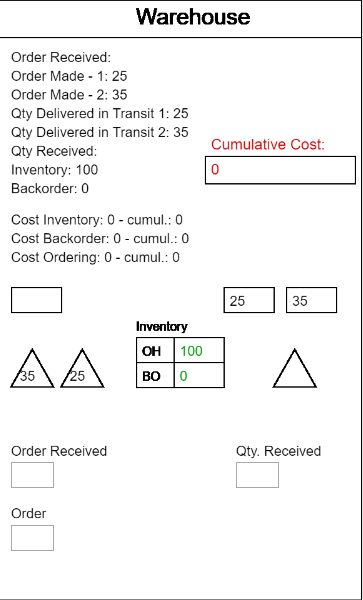 Warehouse
Order Received:
Order Made - 1: 25
Order Made - 2: 35
Qty Delivered in Transit 1: 25
Qty Delivered in Transit 2: 35
Qty Received:
Inventory: 100
Backorder: 0
Cumulative Cost:
0
Cost Inventory: 0 - cumul.: 0
Cost Backorder: 0 - cumul.: 0
Cost Ordering: 0 - cumul.: 0
25 35
Inventory
OH 100
BO 0
35 25
Order Received
Qty. Received
Order